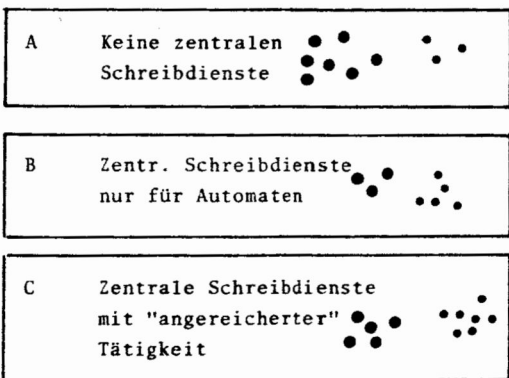 A Keine zentralen
Schreibdienste
B Zentr. Schreibdienste
nur für Automaten
C Zentrale Schreibdienste
mit "angereicherter"
Tätigkeit